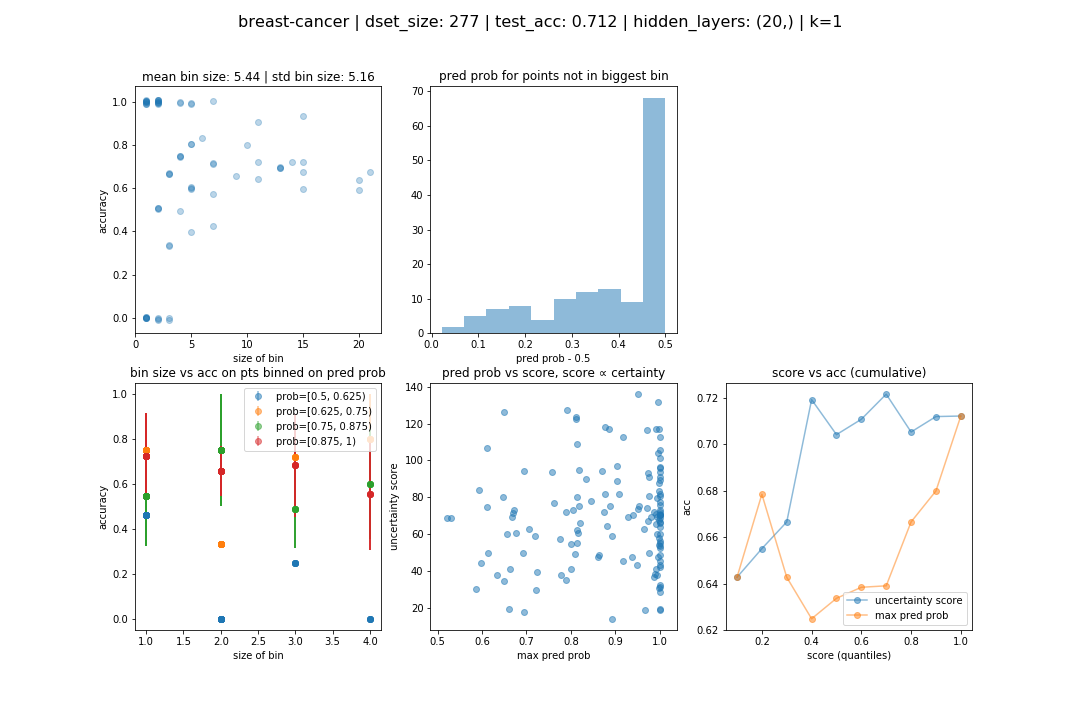 breast-cancer | dset_size: 277 | test_acc: 0.712 | hidden_layers: (20,) | k=1
mean bin size: 5.44 | std bin size: 5.16
1.0
0.8
0.6
0.4
0.2
0.0
accuracy
0
5
10
15
20
size of bin
pred prob for points not in biggest bin
70
60
50
40
30
20
10
0
0.0
0.1
0.2
0.3
0.4
0.5
pred prob - 0.5
bin size vs acc on pts binned on pred prob
prob=[0.5, 0.625)
prob=[0.625, 0.75)
prob=[0.75, 0.875)
prob=[0.875, 1)
1.0
0.8
0.6
0.4
0.2
0.0
accuracy
1.0
1.5
2.0
2.5
3.0
3.5
4.0
size of bin
pred prob vs score, score ∝ certainty
140
120
100
80
60
40
20
uncertainty score
0.5
0.6
0.7
0.8
0.9
1.0
max pred prob
score vs acc (cumulative)
0.72
0.70
0.68
0.66
0.64
0.62
acc
uncertainty score
max pred prob
0.2
0.4
0.6
0.8
1.0
score (quantiles)